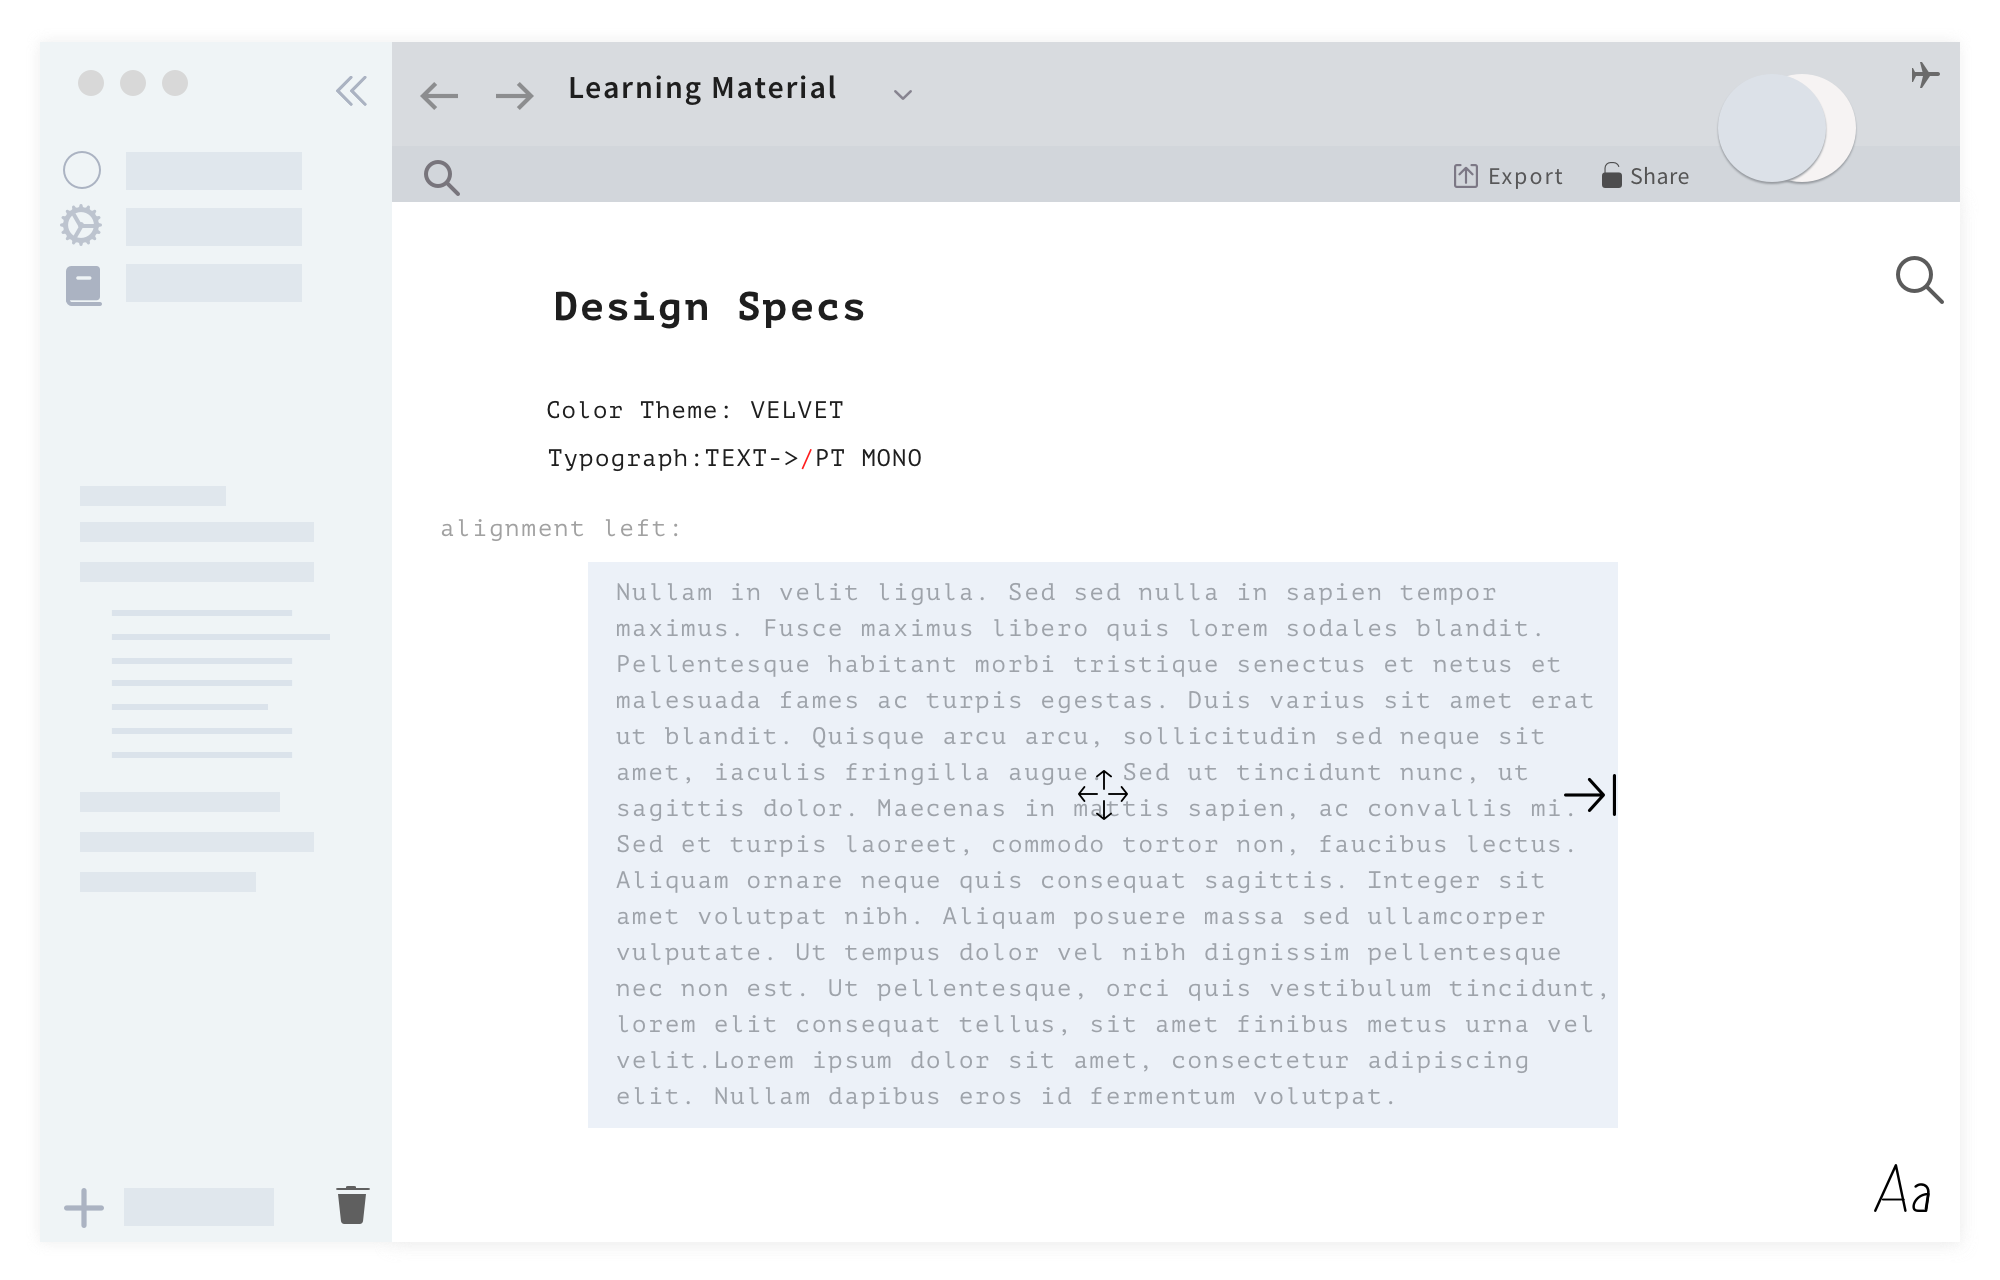 Learning Material
Export
Share
Design Specs
Color Theme: VELVET
Typograph:TEXT->/PT MONO
alignment left:
Nullam in velit ligula. Sed sed nulla in sapien tempor
maximus. Fusce maximus libero quis lorem sodales blandit.
Pellentesque habitant morbi tristique senectus et netus et
malesuada fames ac turpis egestas. Duis varius sit amet erat
ut blandit. Quisque arcu arcu, sollicitudin sed neque sit
amet, iaculis fringilla augue. Sed ut tincidunt nunc, ut
sagittis dolor. Maecenas in mattis sapien, ac convallis mi.
Sed et turpis laoreet, commodo tortor non, faucibus lectus.
Aliquam ornare neque quis consequat sagittis. Integer sit
amet volutpat nibh. Aliquam posuere massa sed ullamcorper
vulputate. Ut tempus dolor vel nibh dignissim pellentesque
nec non est. Ut pellentesque, orci quis vestibulum tincidunt,
lorem elit consequat tellus, sit amet finibus metus urna vel
velit.Lorem ipsum dolor sit amet, consectetur adipiscing
elit. Nullam dapibus eros id fermentum volutpat.
Aa